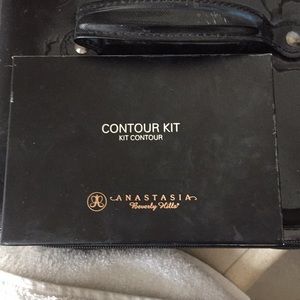 CONTOUR KIT
KIT CONTOUR
ANASTASIA
Beverly Hills